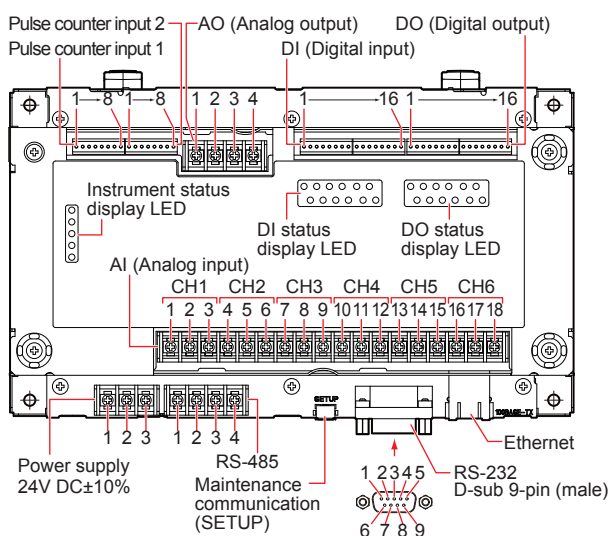 Pulse counter input 2
AO (Analog output)
DO (Digital output)
Pulse counter input 1
DI (Digital input)
1→8 1→8 1 2 3 4 1→16 1→16
Instrument status
display LED
DI status
display LED
DO status
display LED
AI (Analog input)
CH1 CH2 CH3 CH4 CH5 CH6
1 2 3 4 5 6 7 8 9 10 11 12 13 14 15 16 17 18
SETUP
100BASE-TX
1 2 3 1 2 3 4
Power supply
24V DC±10%
RS-485
Maintenance
communication
(SETUP)
Ethernet
RS-232
D-sub 9-pin (male)
1 2 3 4 5
6 7 8 9